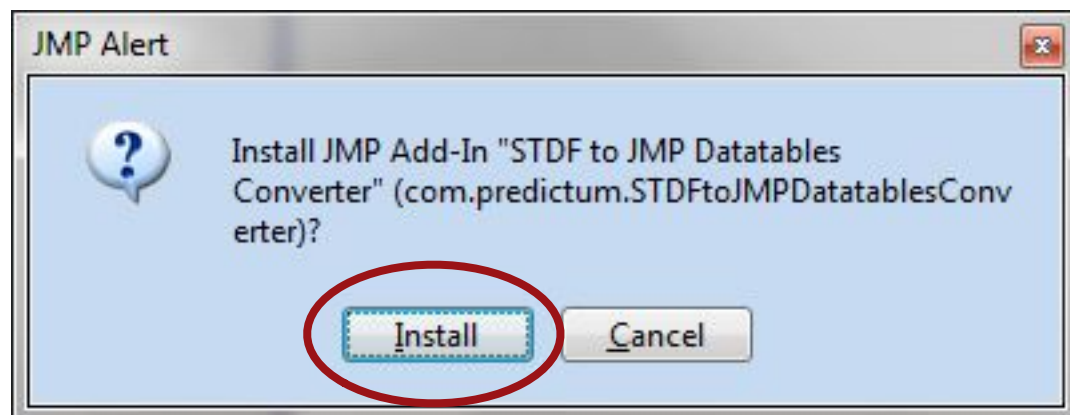 JMP Alert
Install JMP Add-In "STDF to JMP Datatables
Converter" (com.predictum.STDFtoJMPDatatablesConv
erter)?
Install Cancel